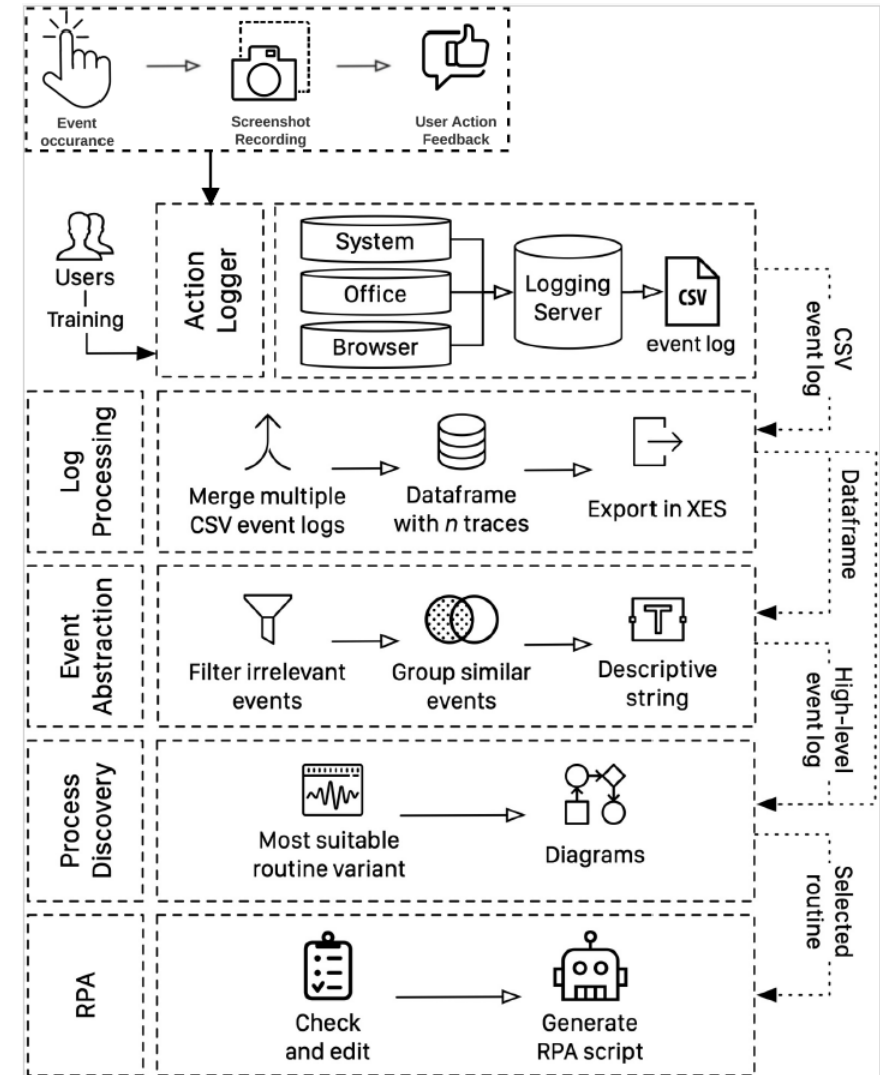 Event
occurance
Screenshot
Recording
User Action
Feedback
Users
Training
Action
Logger
System
Office
Browser
Logging
Server
CSV
event log
CSV
event log
Log
Processing
Merge multiple
CSV event logs
Dataframe
with n traces
Export in XES
Dataframe
Event
Abstraction
Filter irrelevant
events
Group similar
events
T
Descriptive
string
High-level
event log
Process
Discovery
Most suitable
routine variant
Diagrams
Selected
routine
RPA
Check
and edit
Generate
RPA script